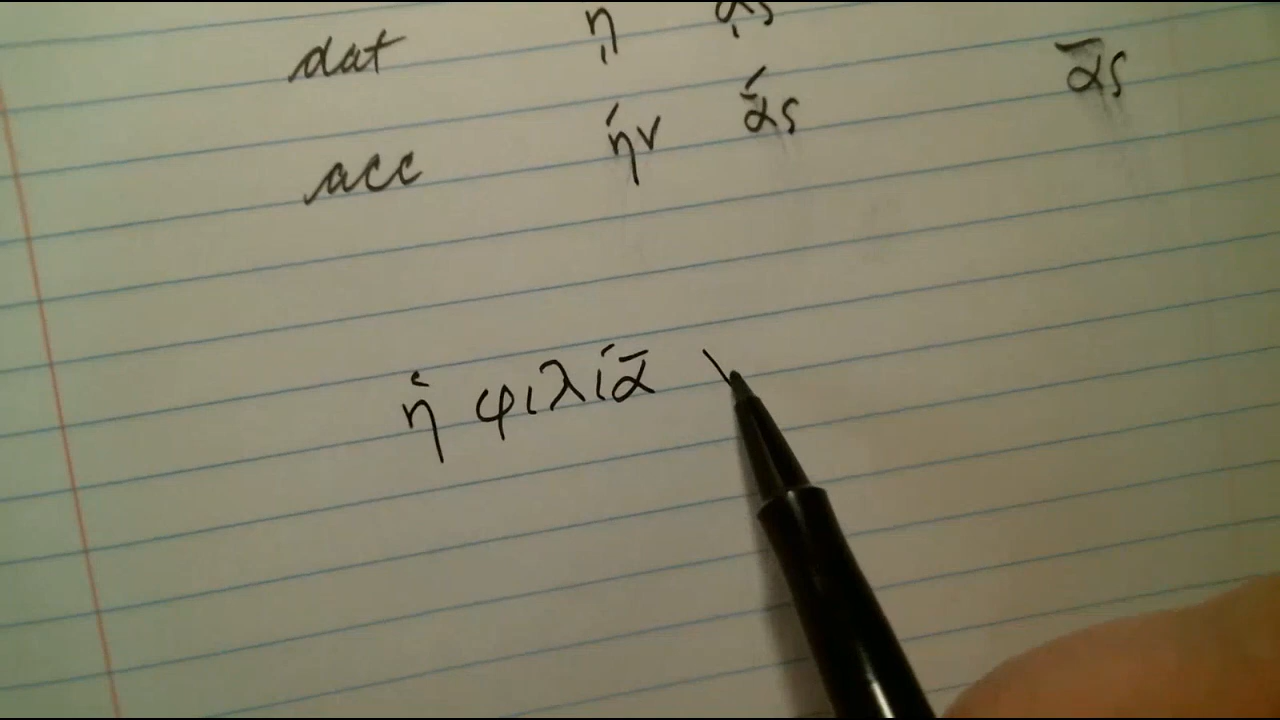 dat ῃ ᾳς
acc ήν ᾱ́ς ᾱς
ἡ φιλίᾱ